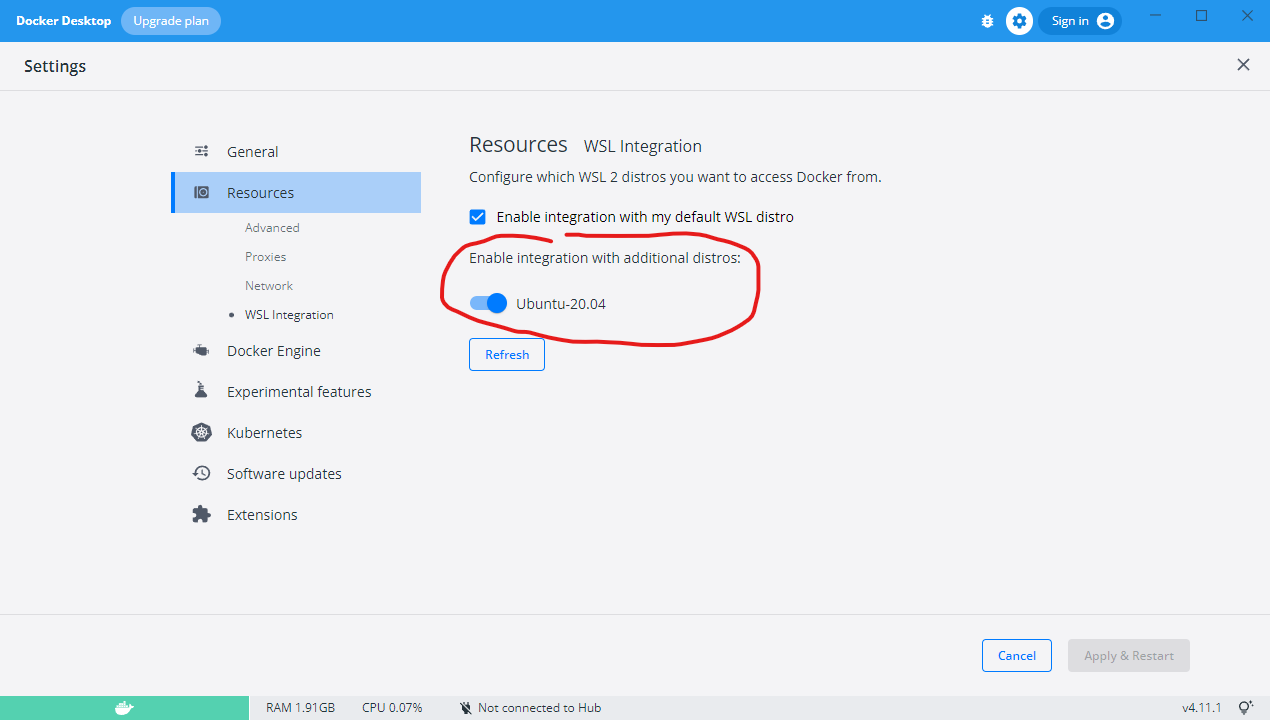 Docker Desktop Upgrade plan Sign in
Settings
General
Resources
Advanced
Proxies
Network
WSL Integration
Docker Engine
Experimental features
Kubernetes
Software updates
Extensions
Resources WSL Integration
Configure which WSL 2 distros you want to access Docker from.
Enable integration with my default WSL distro
Enable integration with additional distros:
Ubuntu-20.04
Refresh
Cancel Apply & Restart
RAM 1.91GB CPU 0.07% Not connected to Hub v4.11.1